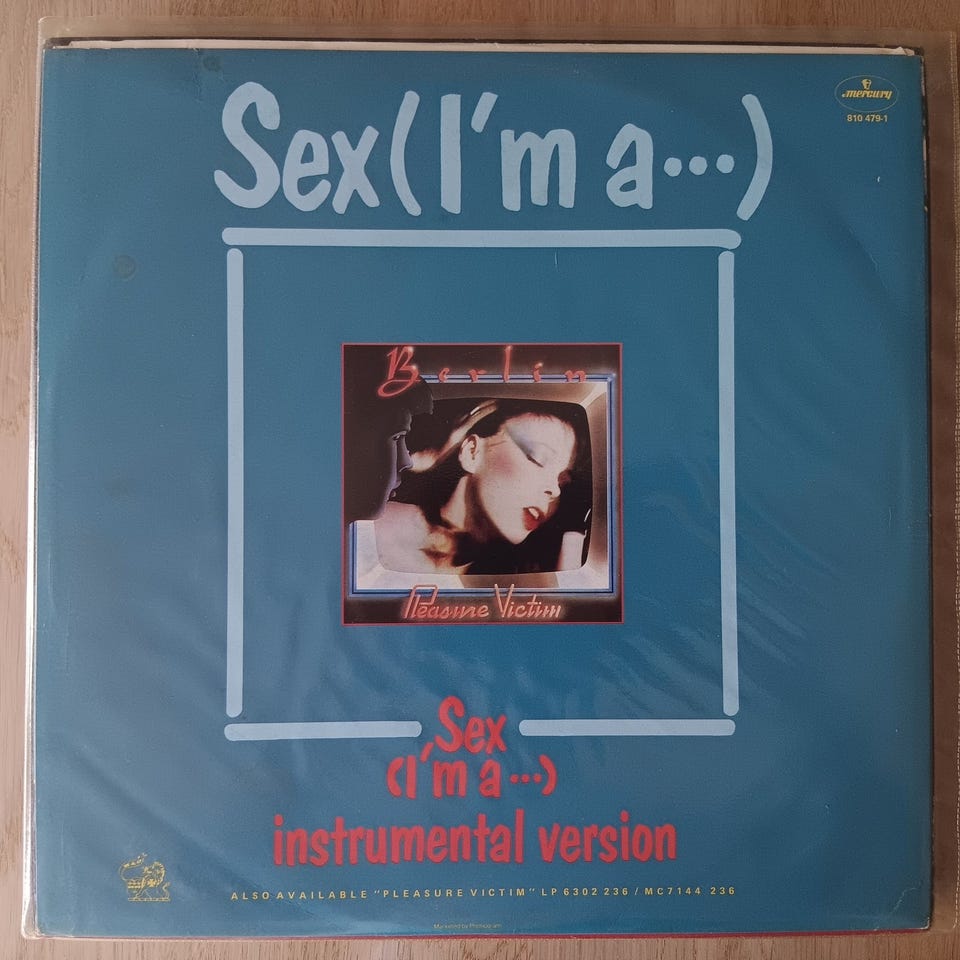 Sex (I'm a...)
mercury
810 479-1
Berlin
Pleasure Victim
Sex
(I'm a...)
instrumental version
ALSO AVAILABLE "PLEASURE VICTIM" LP 6302 236 / MC7144 236
Marketed by Phonogram